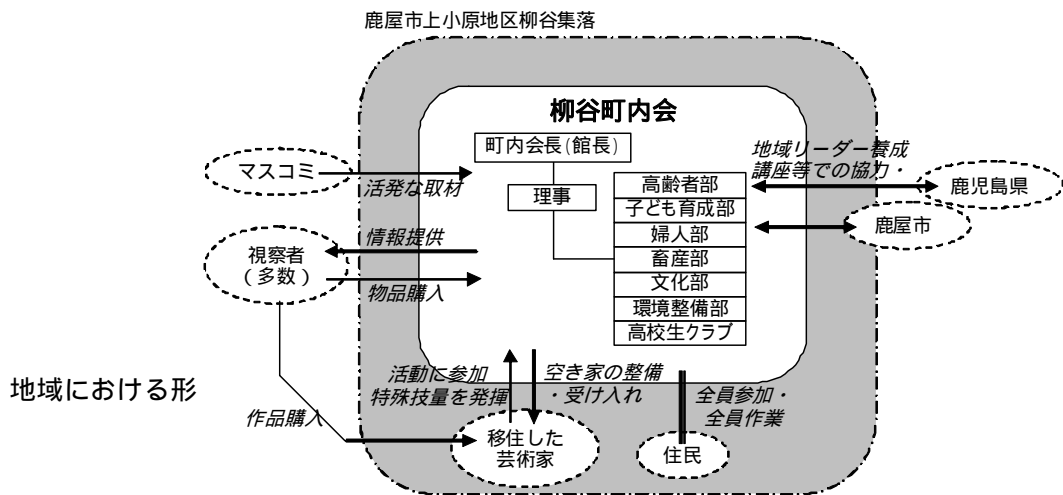 鹿屋市上小原地区柳谷集落
柳谷町内会
町内会長(館長)
理事
高齢者部
子ども育成部
婦人部
畜産部
文化部
環境整備部
高校生クラブ
マスコミ
活発な取材
視察者
(多数)
情報提供
物品購入
地域リーダー養成
講座等での協力・
鹿児島県
鹿屋市
地域における形
作品購入
活動に参加
特殊技量を発揮
空き家の整備
・受け入れ
移住した
芸術家
全員参加・
全員作業
住民